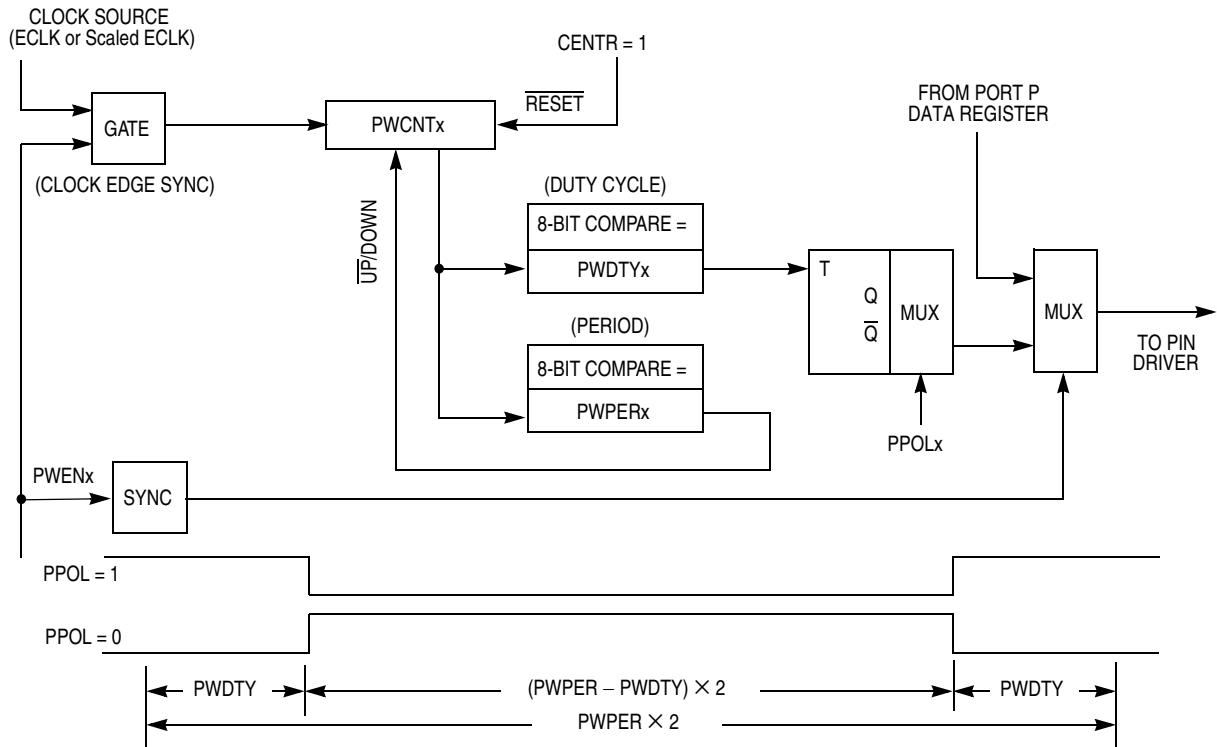 CLOCK SOURCE
(ECLK or Scaled ECLK)
CENTR = 1
RESET
FROM PORT P
DATA REGISTER
GATE
PWCNTx
(CLOCK EDGE SYNC)
UP/DOWN
(DUTY CYCLE)
8-BIT COMPARE =
PWDTYx
T
Q
Q
MUX
MUX
TO PIN
DRIVER
(PERIOD)
8-BIT COMPARE =
PWPERx
PPOLx
PWENx
SYNC
PPOL = 1
PPOL = 0
PWDTY
(PWPER – PWDTY) × 2
PWDTY
PWPER × 2